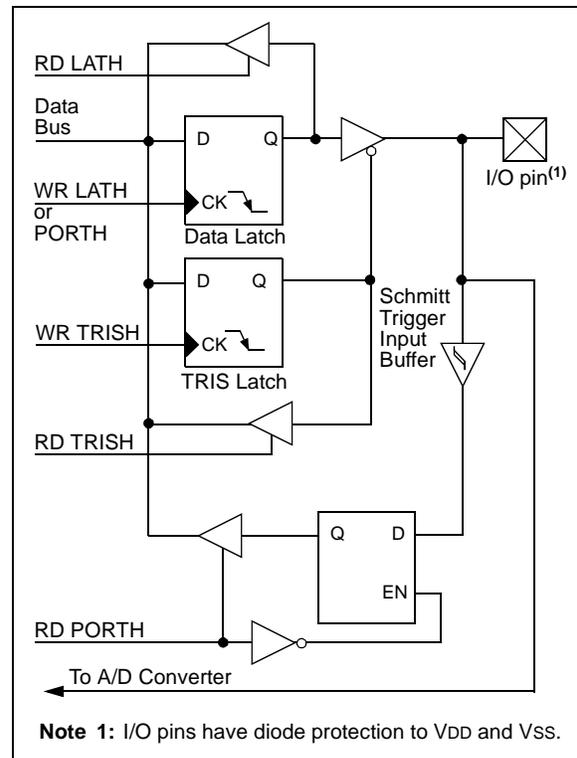 RD LATH
Data
Bus
D
Q
I/O pin(1)
WR LATH
or
PORTH
CK
Data Latch
D
Q
Schmitt
Trigger
Input
Buffer
WR TRISH
CK
TRIS Latch
RD TRISH
Q
D
EN
RD PORTH
To A/D Converter
Note 1: I/O pins have diode protection to VDD and VSS.